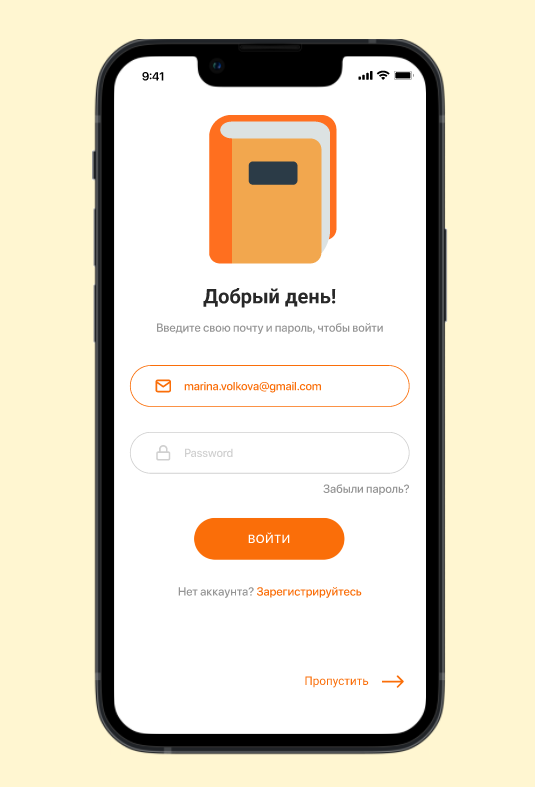 9:41
Добрый день!
Введите свою почту и пароль, чтобы войти
marina.volkova@gmail.com
Password
Забыли пароль?
ВОЙТИ
Нет аккаунта? Зарегистрируйтесь
Пропустить